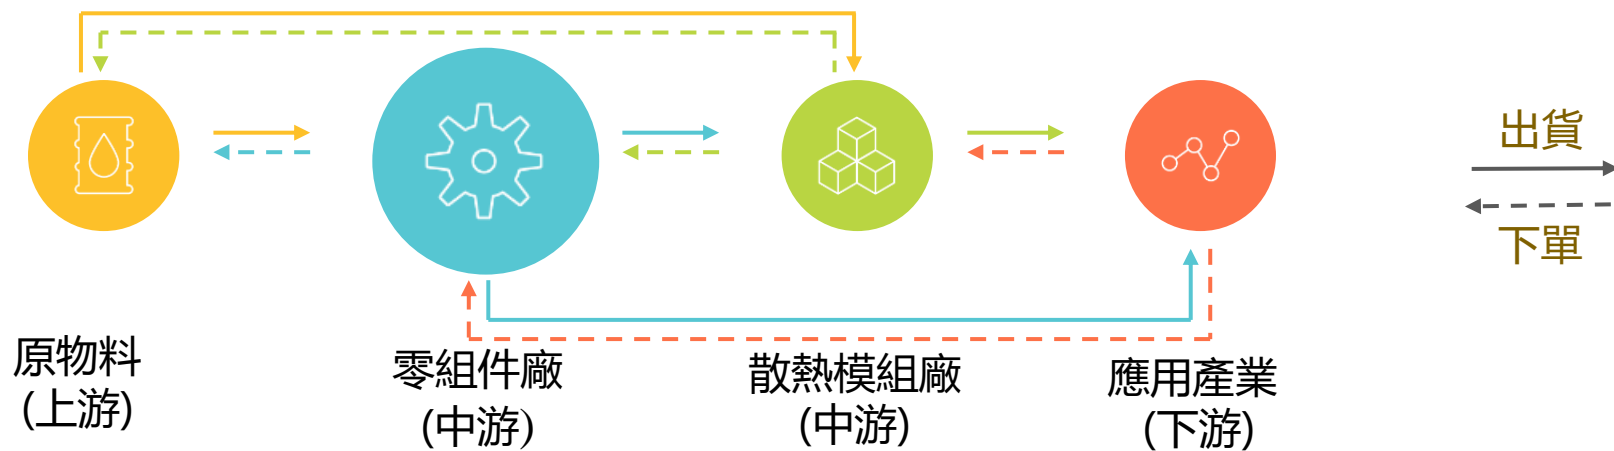 出貨
下單
原物料
(上游)
零組件廠
(中游)
散熱模組廠
(中游)
應用產業
(下游)